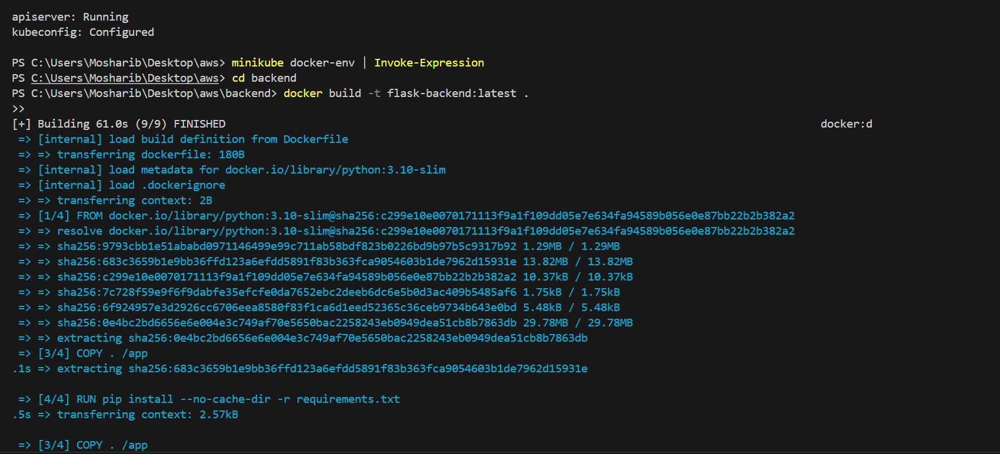 apiserver: Running
kubeconfig: Configured
PS C:\Users\Mosharib\Desktop\aws> minikube docker-env | Invoke-Expression
PS C:\Users\Mosharib\Desktop\aws> cd backend
PS C:\Users\Mosharib\Desktop\aws\backend> docker build -t flask-backend:latest .
>>
[+] Building 61.0s (9/9) FINISHED docker:d
=> [internal] load build definition from Dockerfile
=> => transferring dockerfile: 180B
=> [internal] load metadata for docker.io/library/python:3.10-slim
=> [internal] load .dockerignore
=> => transferring context: 2B
=> [1/4] FROM docker.io/library/python:3.10-slim@sha256:c299e10e0070171113f9a1f109dd05e7e634fa94589b056e0e87bb22b2b382a2
=> => resolve docker.io/library/python:3.10-slim@sha256:c299e10e0070171113f9a1f109dd05e7e634fa94589b056e0e87bb22b2b382a2
=> => sha256:9793cbb1e51ababd0971146499e99c711ab58bdf823b0226bd9b97b5c9317b92 1.29MB / 1.29MB
=> => sha256:683c3659b1e9bb36ffd123a6efdd5891f83b363fca9054603b1de7962d15931e 13.82MB / 13.82MB
=> => sha256:c299e10e0070171113f9a1f109dd05e7e634fa94589b056e0e87bb22b2b382a2 10.37kB / 10.37kB
=> => sha256:7c728f59e9f6f9dabfe35efcfe0da7652ebc2deeb6dc6e5b0d3ac409b5485af6 1.75kB / 1.75kB
=> => sha256:6f924957e3d2926cc6706eea8580f83f1ca6d1eed52365c36ceb9734b643e0bd 5.48kB / 5.48kB
=> => sha256:0e4bc2bd6656e6e004e3c749af70e5650bac2258243eb0949dea51cb8b7863db 29.78MB / 29.78MB
=> => extracting sha256:0e4bc2bd6656e6e004e3c749af70e5650bac2258243eb0949dea51cb8b7863db
=> [3/4] COPY . /app
.1s => extracting sha256:683c3659b1e9bb36ffd123a6efdd5891f83b363fca9054603b1de7962d15931e
=> [4/4] RUN pip install --no-cache-dir -r requirements.txt
.5s => transferring context: 2.57kB
=> [3/4] COPY . /app